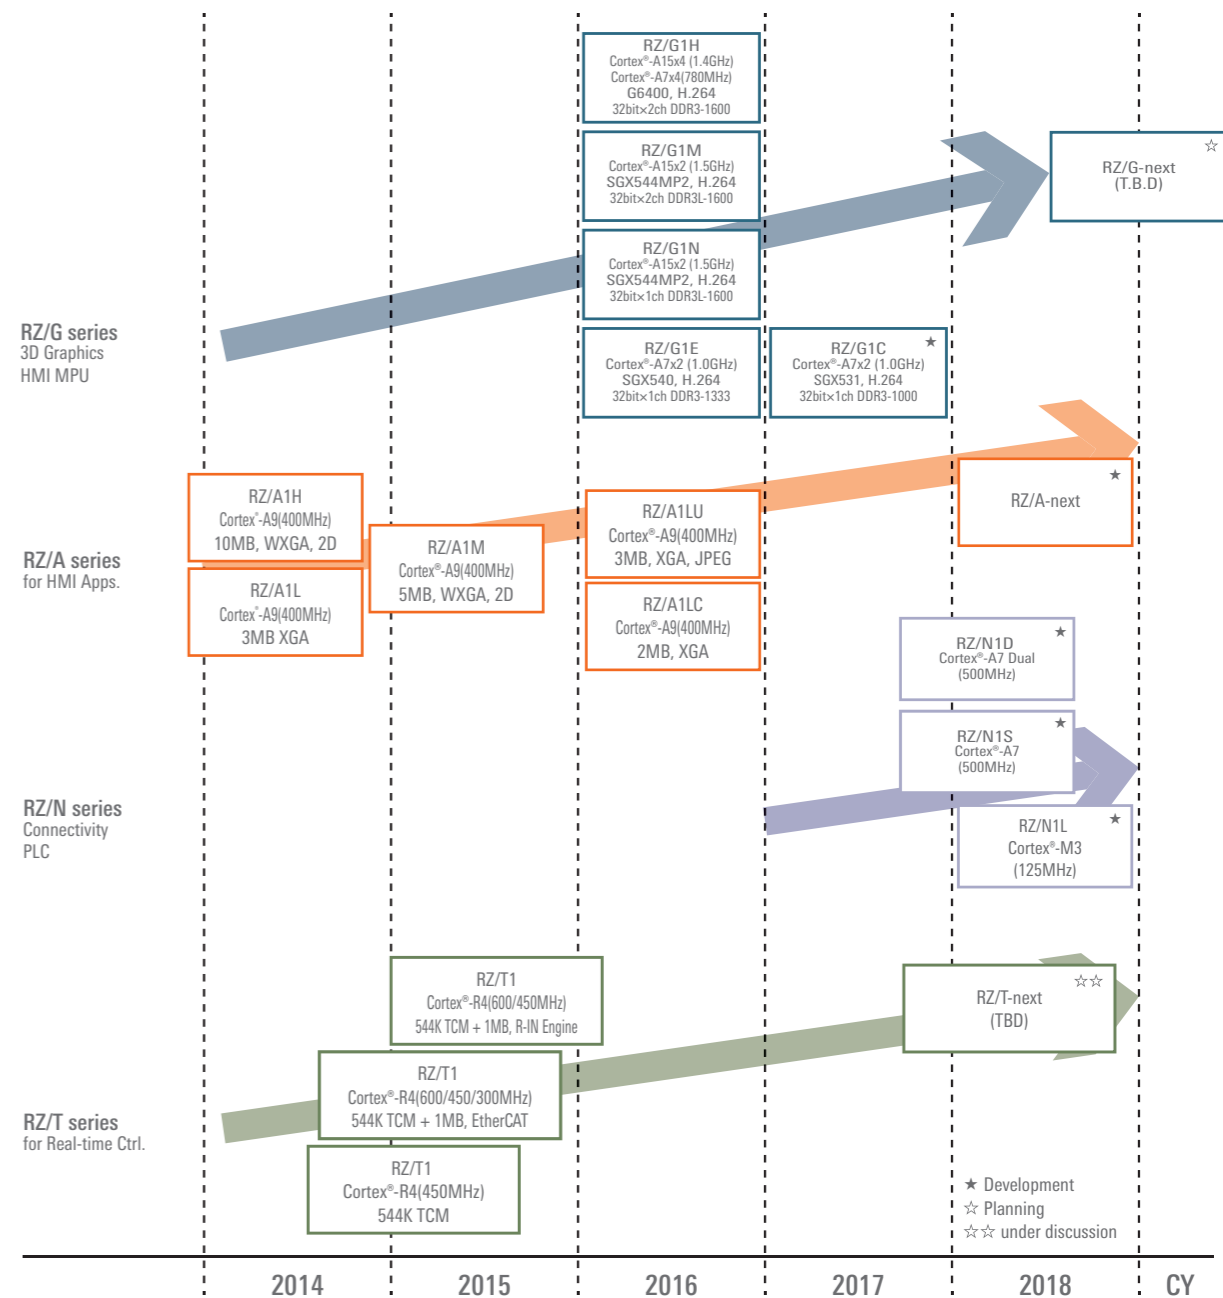 RZ/G1H
Cortex®-A15x4 (1.4GHz)
Cortex®-A7x4(780MHz)
G6400, H.264
32bit×2ch DDR3-1600
RZ/G1M
Cortex®-A15x2 (1.5GHz)
SGX544MP2, H.264
32bit×2ch DDR3L-1600
☆
RZ/G-next
(T.B.D)
RZ/G1N
Cortex®-A15x2 (1.5GHz)
SGX544MP2, H.264
32bit×1ch DDR3L-1600
RZ/G series
3D Graphics
HMI MPU
RZ/G1E
Cortex®-A7x2 (1.0GHz)
SGX540, H.264
32bit×1ch DDR3-1333
RZ/G1C ★
Cortex®-A7x2 (1.0GHz)
SGX531, H.264
32bit×1ch DDR3-1000
RZ/A series
for HMI Apps.
RZ/A1H
Cortex®-A9(400MHz)
10MB, WXGA, 2D
RZ/A1L
Cortex®-A9(400MHz)
3MB XGA
RZ/A1M
Cortex®-A9(400MHz)
5MB, WXGA, 2D
RZ/A1LU
Cortex®-A9(400MHz)
3MB, XGA, JPEG
RZ/A1LC
Cortex®-A9(400MHz)
2MB, XGA
★
RZ/A-next
RZ/N series
Connectivity
PLC
RZ/N1D ★
Cortex®-A7 Dual
(500MHz)
RZ/N1S ★
Cortex®-A7
(500MHz)
RZ/N1L ★
Cortex®-M3
(125MHz)
RZ/T series
for Real-time Ctrl.
RZ/T1
Cortex®-R4(600/450MHz)
544K TCM + 1MB, R-IN Engine
RZ/T1
Cortex®-R4(600/450/300MHz)
544K TCM + 1MB, EtherCAT
RZ/T1
Cortex®-R4(450MHz)
544K TCM
☆☆
RZ/T-next
(TBD)
★ Development
☆ Planning
☆☆ under discussion
2014 2015 2016 2017 2018 CY